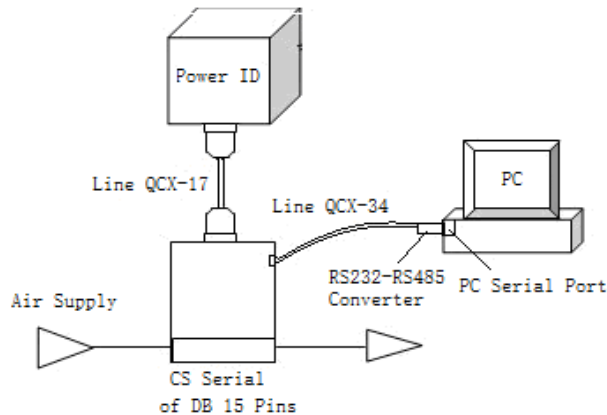 Power ID
Line QCX-17
Line QCX-34
PC
RS232-RS485
Converter
PC Serial Port
Air Supply
CS Serial
of DB 15 Pins